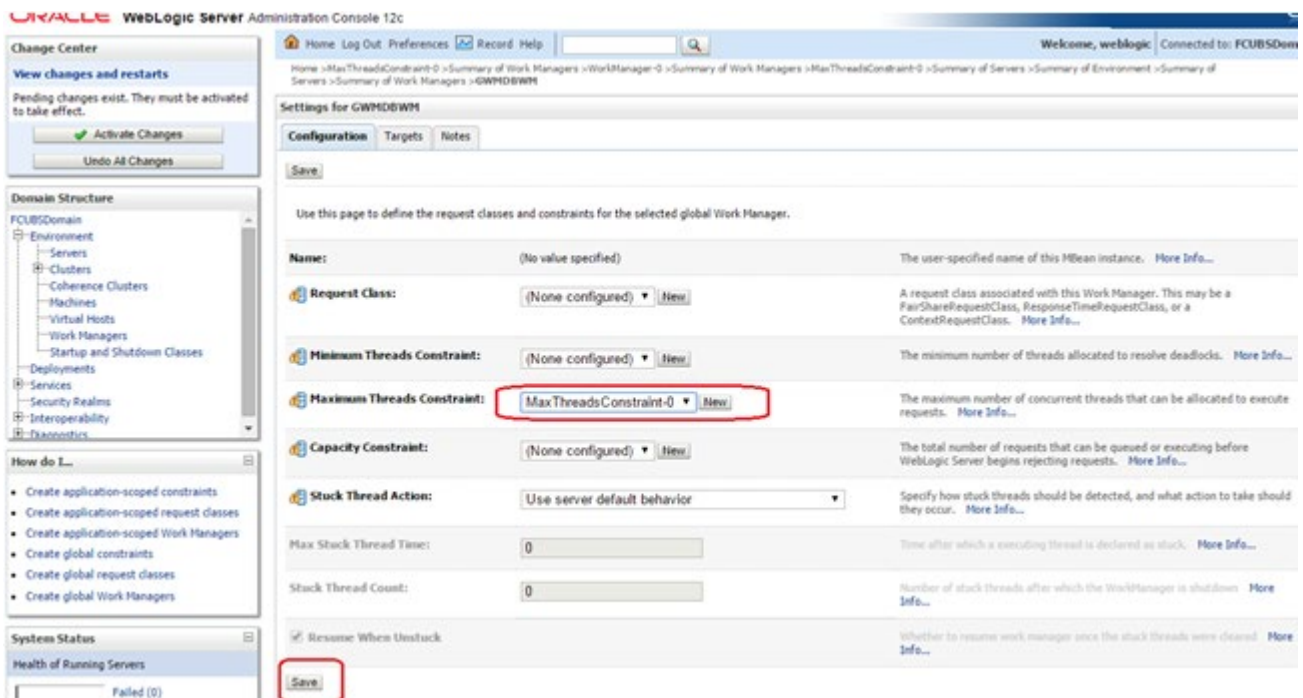 ORACLE WebLogic Server Administration Console 12c
Change Center
View changes and restarts
Pending changes exist. They must be activated
to take effect.
Activate Changes
Undo All Changes
Domain Structure
FCUBSDomain
Environment
Servers
Clusters
Coherence Clusters
Machines
Virtual Hosts
Work Managers
Startup and Shutdown Classes
Deployments
Services
Security Realms
Interoperability
Diagnostics
How do I...
Create application-scoped constraints
Create application-scoped request classes
Create application-scoped Work Managers
Create global constraints
Create global request classes
Create global Work Managers
System Status
Health of Running Servers
Failed (0)
Home Log Out Preferences Record Help
Welcome, weblogic Connected to: FCUBSDom
Home >MaxThreadsConstraint-0 >Summary of Work Managers >WorkManager-0 >Summary of Work Managers >MaxThreadsConstraint-0 >Summary of Servers >Summary of Environment >Summary of
Servers >Summary of Work Managers >GWMDBWM
Settings for GWMDBWM
Configuration Targets Notes
Save
Use this page to define the request classes and constraints for the selected global Work Manager.
Name: (No value specified) The user-specified name of this MBean instance. More Info...
Request Class: (None configured) New A request class associated with this Work Manager. This may be a
FairShareRequestClass, ResponseTimeRequestClass, or a
ContextRequestClass. More Info...
Minimum Threads Constraint: (None configured) New The minimum number of threads allocated to resolve deadlocks. More Info...
Maximum Threads Constraint: MaxThreadsConstraint-0 New The maximum number of concurrent threads that can be allocated to execute
requests. More Info...
Capacity Constraint: (None configured) New The total number of requests that can be queued or executing before
WebLogic Server begins rejecting requests. More Info...
Stuck Thread Action: Use server default behavior Specify how stuck threads should be detected, and what action to take should
they occur. More Info...
Max Stuck Thread Time: 0 Time after which a executing thread is declared as stuck. More Info...
Stuck Thread Count: 0 Number of stuck threads after which the WorkManager is shutdown More
Info...
Resume When Unstuck Whether to resume work manager once the stuck threads were cleared More
Info...
Save